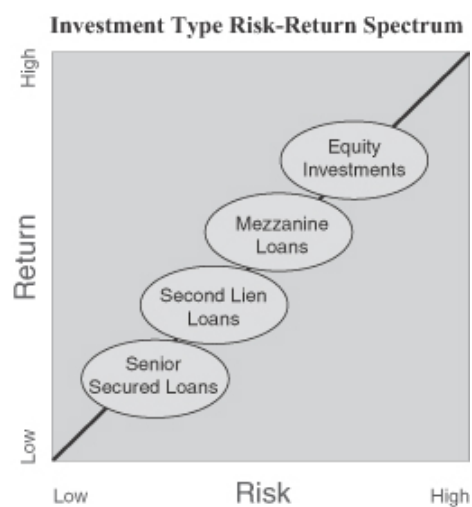 Investment Type Risk-Return Spectrum
High
Return
Low
Equity
Investments
Mezzanine
Loans
Second Lien
Loans
Senior
Secured Loans
Low
Risk
High